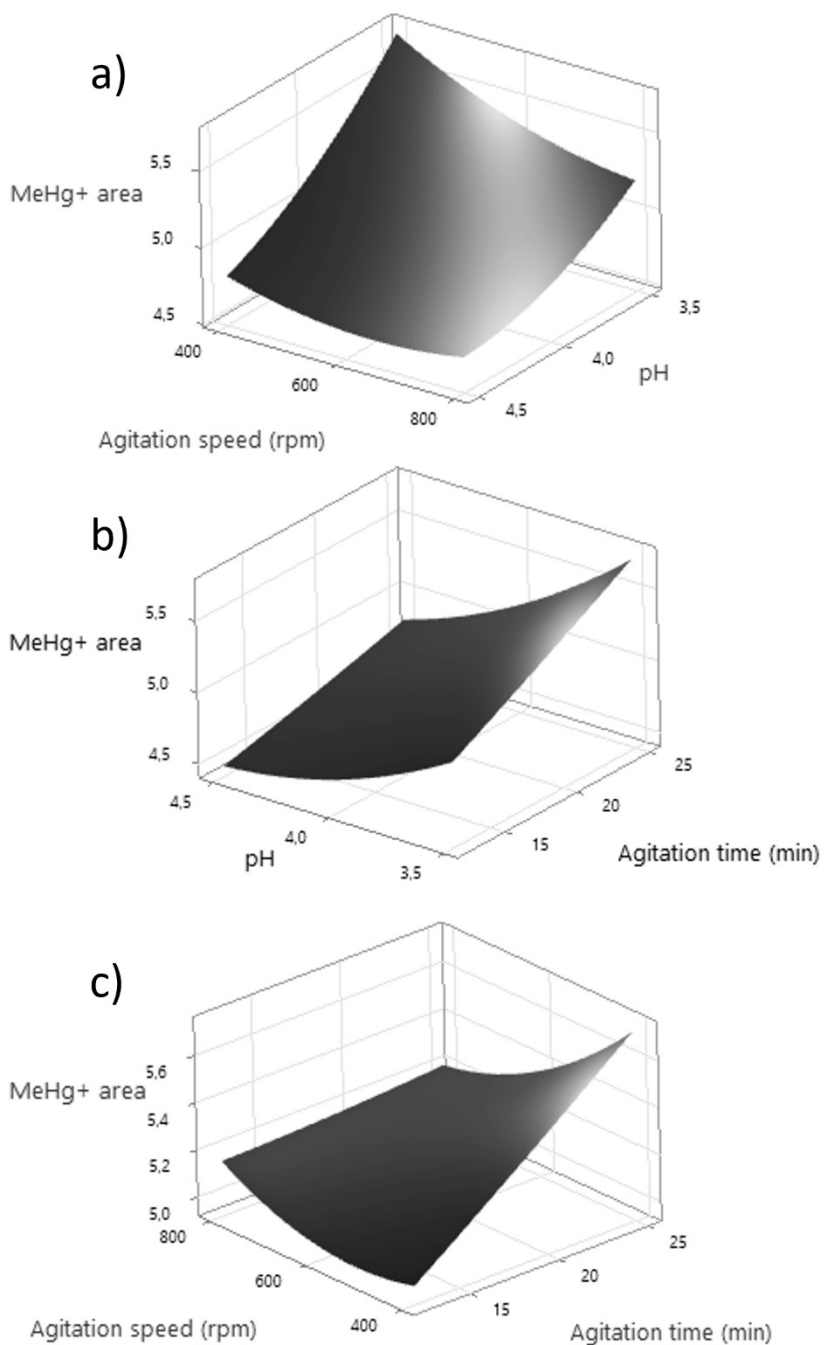 a)
MeHg+ area
5,5
5,0
4,5
400
600
800
Agitation speed (rpm)
3,5
4,0
4,5
pH
b)
MeHg+ area
5,5
5,0
4,5
4,5
4,0
3,5
pH
25
20
15
Agitation time (min)
c)
MeHg+ area
5,6
5,4
5,2
5,0
800
600
400
Agitation speed (rpm)
25
20
15
Agitation time (min)